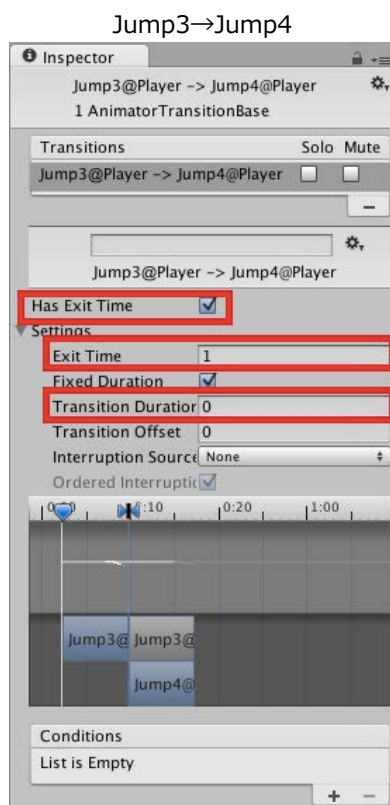 Jump3→Jump4
Inspector
Jump3@Player -> Jump4@Player
1 AnimatorTransitionBase
Transitions Solo Mute
Jump3@Player -> Jump4@Player
Jump3@Player -> Jump4@Player
Has Exit Time
Settings
Exit Time 1
Fixed Duration
Transition Duration 0
Transition Offset 0
Interruption Source None
Ordered Interruptic
:10 0:20 1:00
Jump3@ Jump3@
Jump4@
Conditions
List is Empty